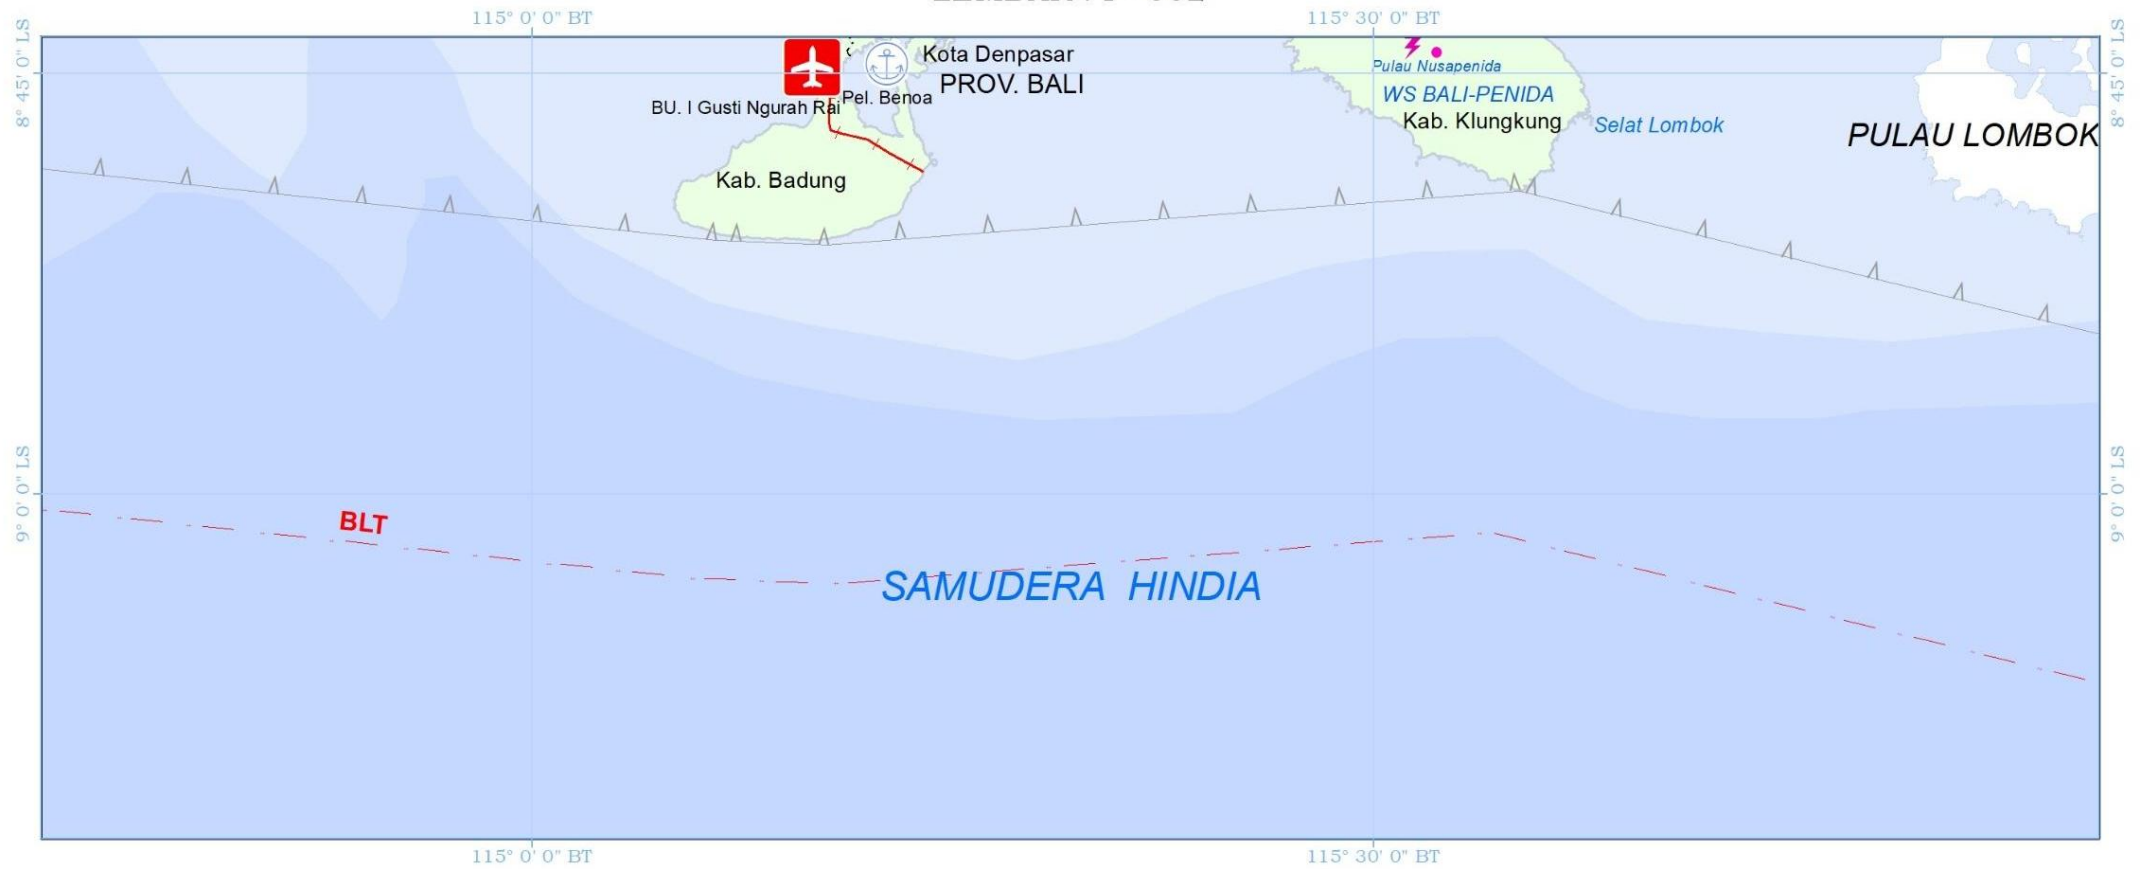 115° 0' 0" BT
115° 30' 0" BT
8° 45' 0" LS
8° 45' 0" LS
Kota Denpasar
PROV. BALI
Pel. Benoa
BU. I Gusti Ngurah Rai
Kab. Badung
Pulau Nusapenida
WS BALI-PENIDA
Kab. Klungkung
Selat Lombok
PULAU LOMBOK
9° 0' 0" LS
9° 0' 0" LS
BLT
SAMUDERA HINDIA
115° 0' 0" BT
115° 30' 0" BT